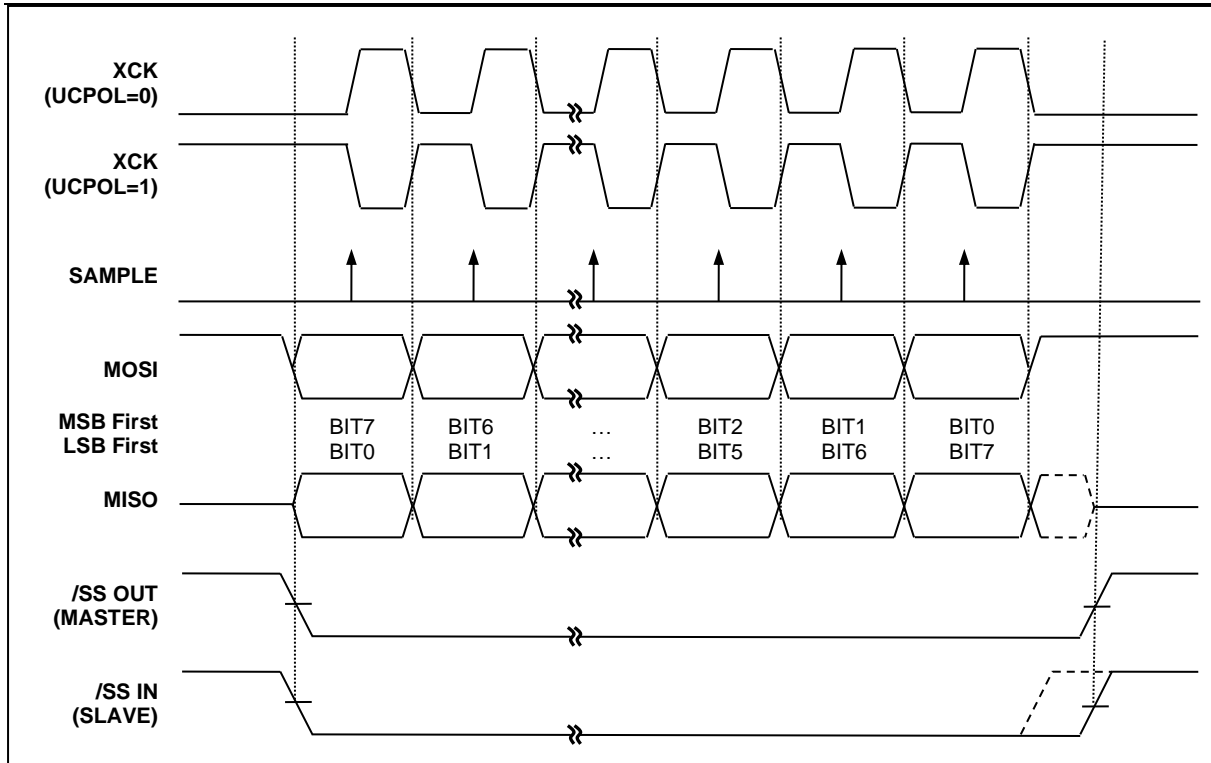 XCK
(UCPOL=0)
XCK
(UCPOL=1)
SAMPLE
MOSI
MSB First
LSB First
BIT7 BIT6 … BIT2 BIT1 BIT0
BIT0 BIT1 … BIT5 BIT6 BIT7
MISO
/SS OUT
(MASTER)
/SS IN
(SLAVE)